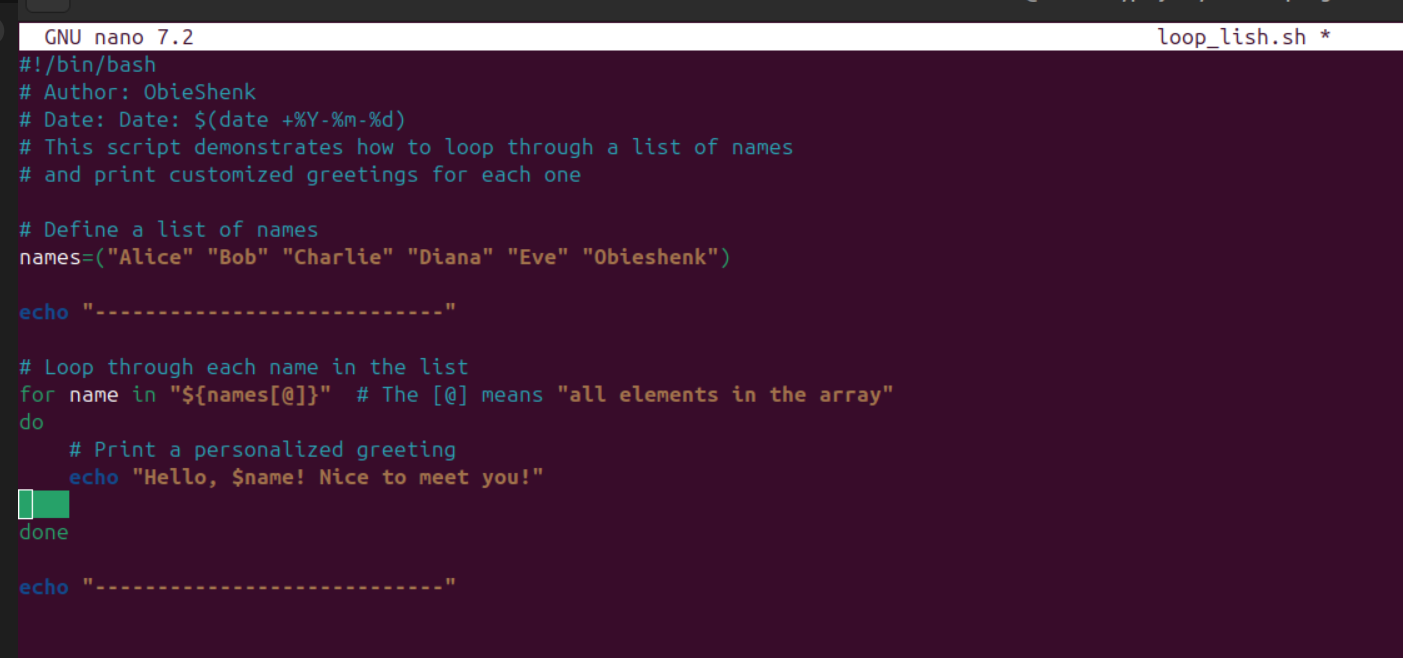 GNU nano 7.2 loop_lish.sh *
#!/bin/bash
# Author: ObieShenk
# Date: Date: $(date +%Y-%m-%d)
# This script demonstrates how to loop through a list of names
# and print customized greetings for each one
# Define a list of names
names=("Alice" "Bob" "Charlie" "Diana" "Eve" "Obieshenk")
echo "----------------------------"
# Loop through each name in the list
for name in "${names[@]}"  # The [@] means "all elements in the array"
do
    # Print a personalized greeting
    echo "Hello, $name! Nice to meet you!"
done
echo "----------------------------"